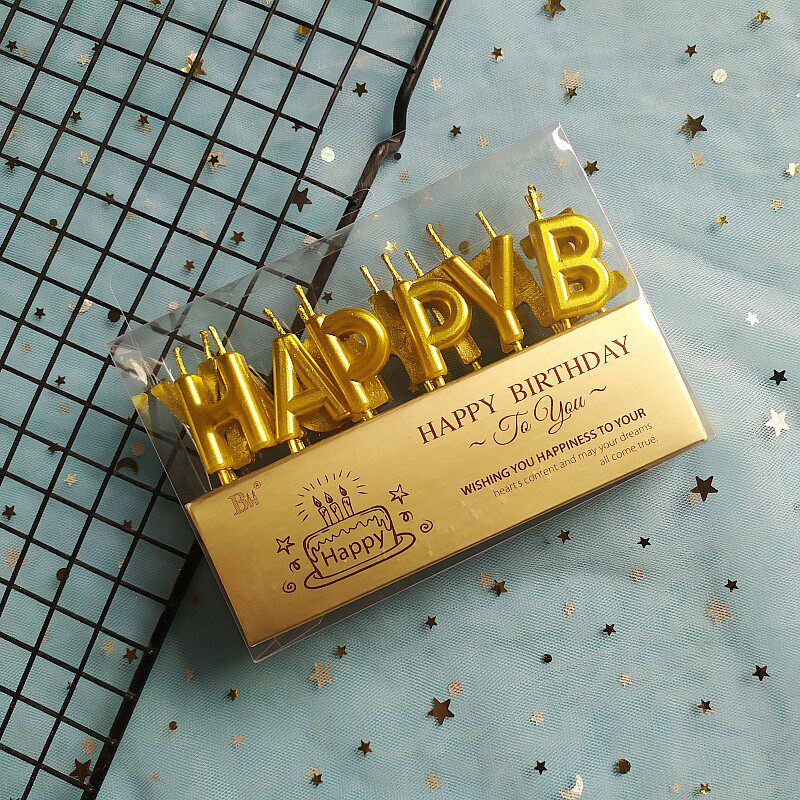 HAPPYB
HAPPY BIRTHDAY
~ To You ~
WISHING YOU HAPPINESS TO YOUR
heart's content and may your dreams
all come true.
Happy